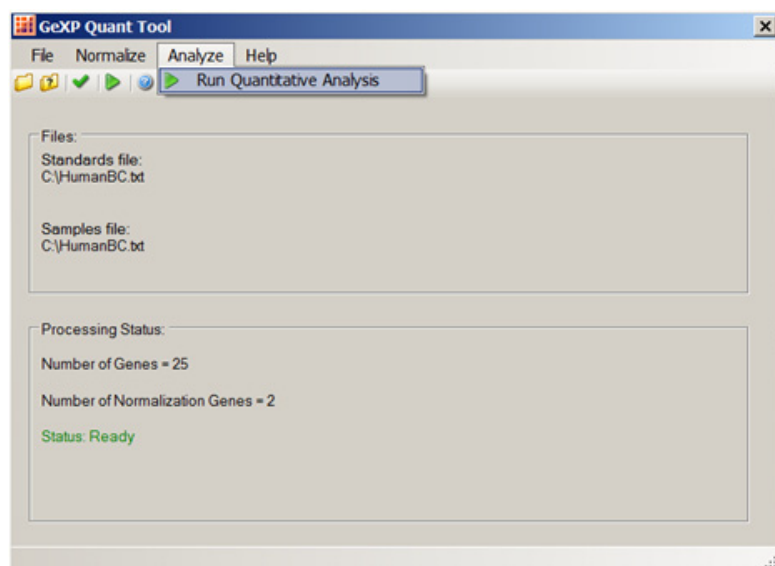 GeXP Quant Tool
File Normalize Analyze Help
Run Quantitative Analysis
Files:
Standards file:
C:\HumanBC.txt
Samples file:
C:\HumanBC.txt
Processing Status:
Number of Genes = 25
Number of Normalization Genes = 2
Status: Ready